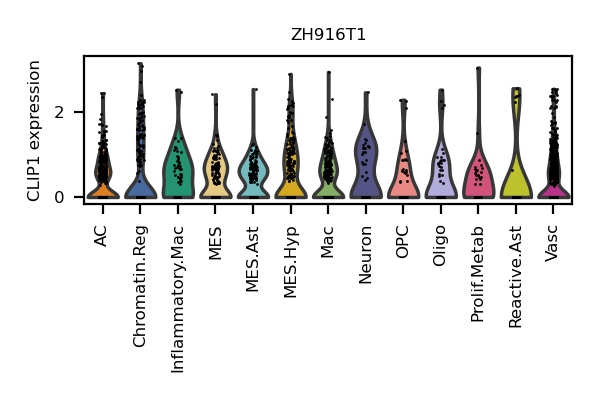 ZH916T1
CLIP1 expression
2
0
AC
Chromatin.Reg
Inflammatory.Mac
MES
MES.Ast
MES.Hyp
Mac
Neuron
OPC
Oligo
Prolif.Metab
Reactive.Ast
Vasc